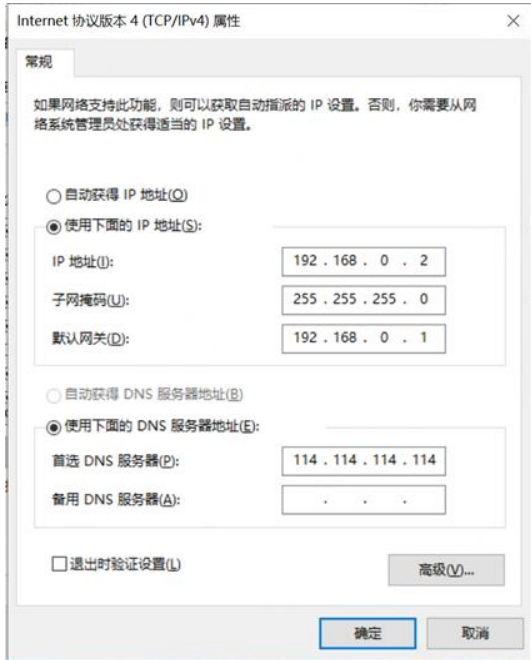 Internet 协议版本 4 (TCP/IPv4) 属性
常规
如果网络支持此功能，则可以获取自动指派的 IP 设置。否则，你需要从网
络系统管理员处获得适当的 IP 设置。
自动获得 IP 地址(O)
使用下面的 IP 地址(S):
IP 地址(I): 192 . 168 . 0 . 2
子网掩码(U): 255 . 255 . 255 . 0
默认网关(D): 192 . 168 . 0 . 1
自动获得 DNS 服务器地址(B)
使用下面的 DNS 服务器地址(E):
首选 DNS 服务器(P): 114 . 114 . 114 . 114
备用 DNS 服务器(A): . . .
退出时验证设置(L)
高级(V)...
确定 取消